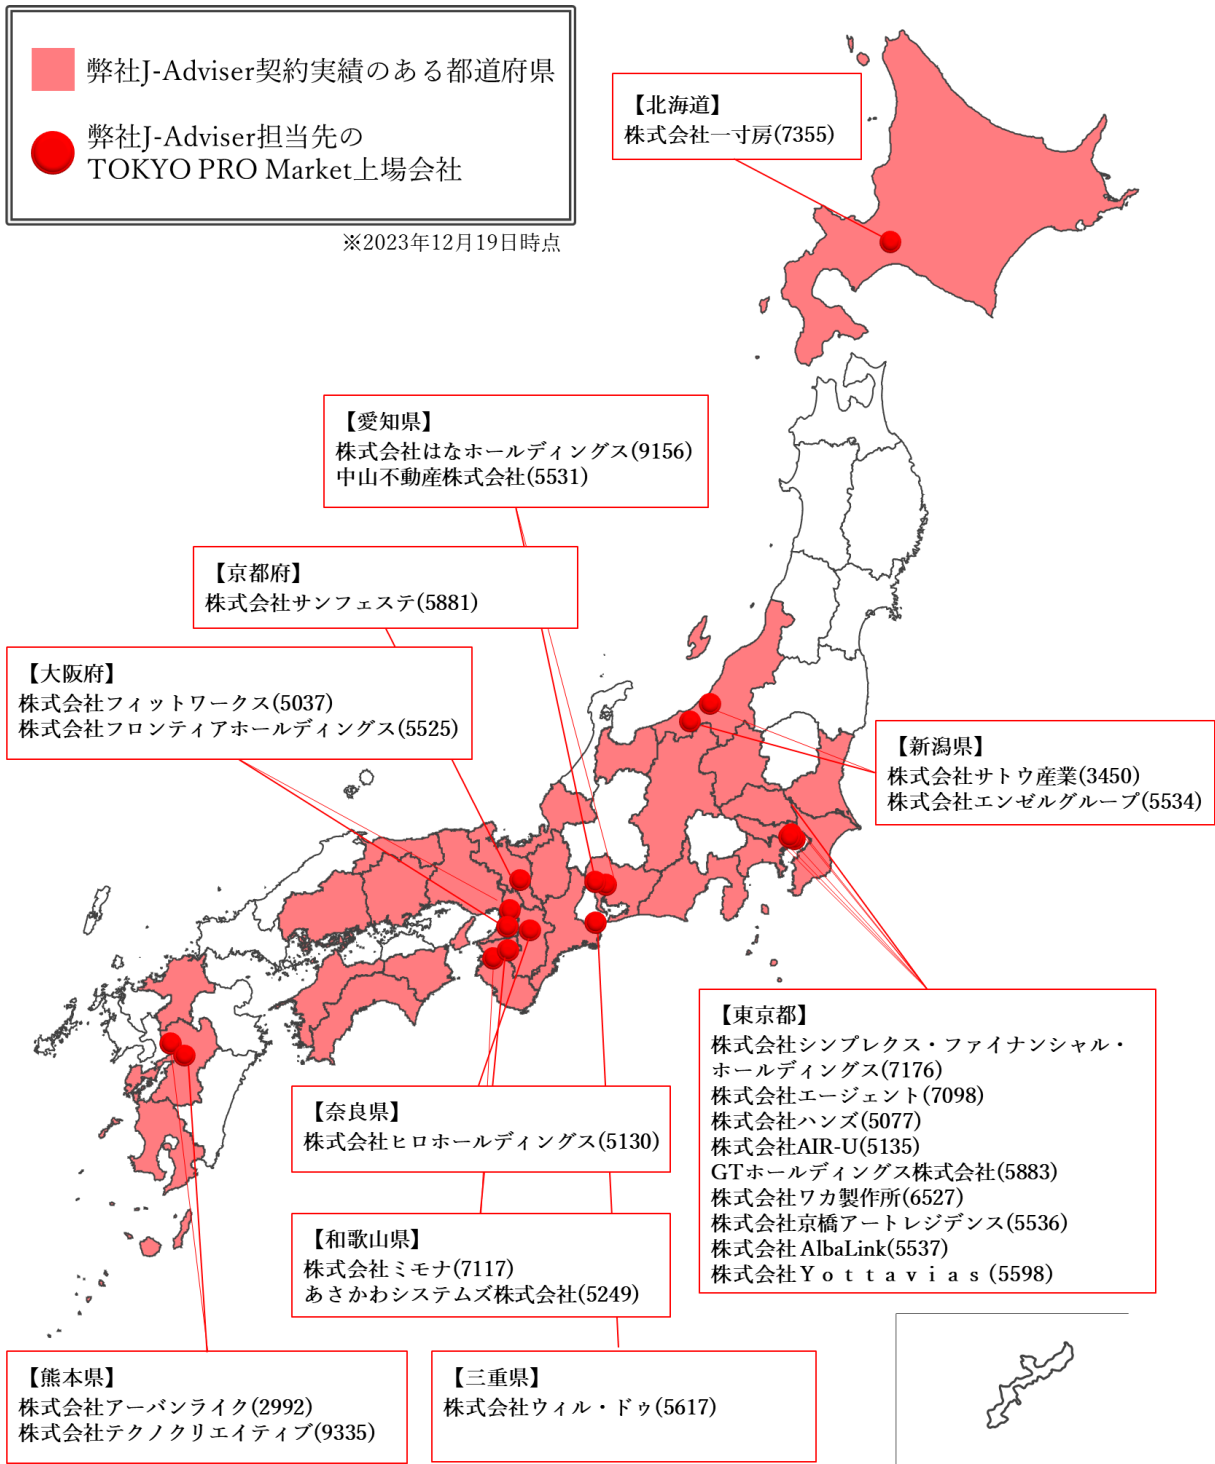 弊社J-Adviser契約実績のある都道府県
弊社J-Adviser担当先の
TOKYO PRO Market上場会社
※2023年12月19日時点
【北海道】
株式会社一寸房(7355)
【愛知県】
株式会社はなホールディングス(9156)
中山不動産株式会社(5531)
【京都府】
株式会社サンフェステ(5881)
【大阪府】
株式会社フィットワークス(5037)
株式会社フロンティアホールディングス(5525)
【新潟県】
株式会社サトウ産業(3450)
株式会社エンゼルグループ(5534)
【東京都】
株式会社シンプレクス・ファイナンシャル・
ホールディングス(7176)
株式会社エージェント(7098)
株式会社ハンズ(5077)
株式会社AIR-U(5135)
GTホールディングス株式会社(5883)
株式会社ワカ製作所(6527)
株式会社京橋アートレジデンス(5536)
株式会社AlbaLink(5537)
株式会社Ｙｏｔｔａｖｉａｓ(5598)
【奈良県】
株式会社ヒロホールディングス(5130)
【和歌山県】
株式会社ミモナ(7117)
あさかわシステムズ株式会社(5249)
【熊本県】
株式会社アーバンライク(2992)
株式会社テクノクリエイティブ(9335)
【三重県】
株式会社ウィル・ドゥ(5617)